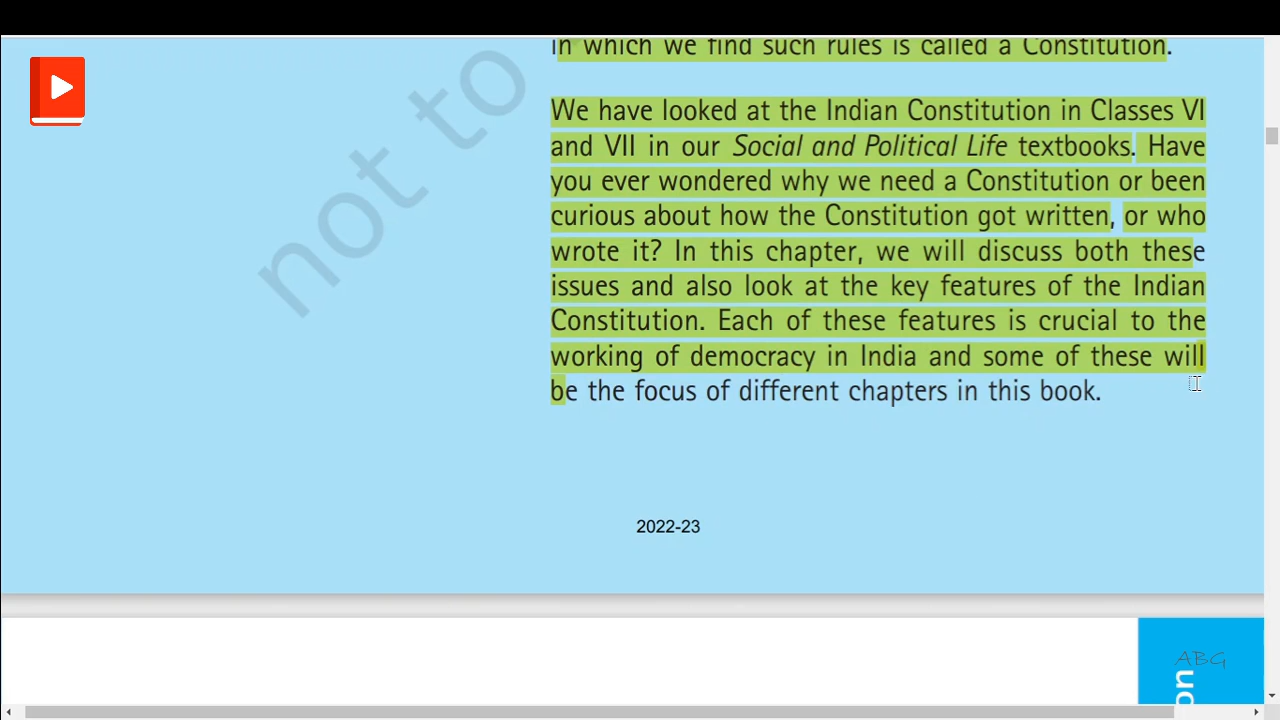 in which we find such rules is called a Constitution.
We have looked at the Indian Constitution in Classes VI
and VII in our Social and Political Life textbooks. Have
you ever wondered why we need a Constitution or been
curious about how the Constitution got written, or who
wrote it? In this chapter, we will discuss both these
issues and also look at the key features of the Indian
Constitution. Each of these features is crucial to the
working of democracy in India and some of these will
be the focus of different chapters in this book.
not to
2022-23
ABG
on